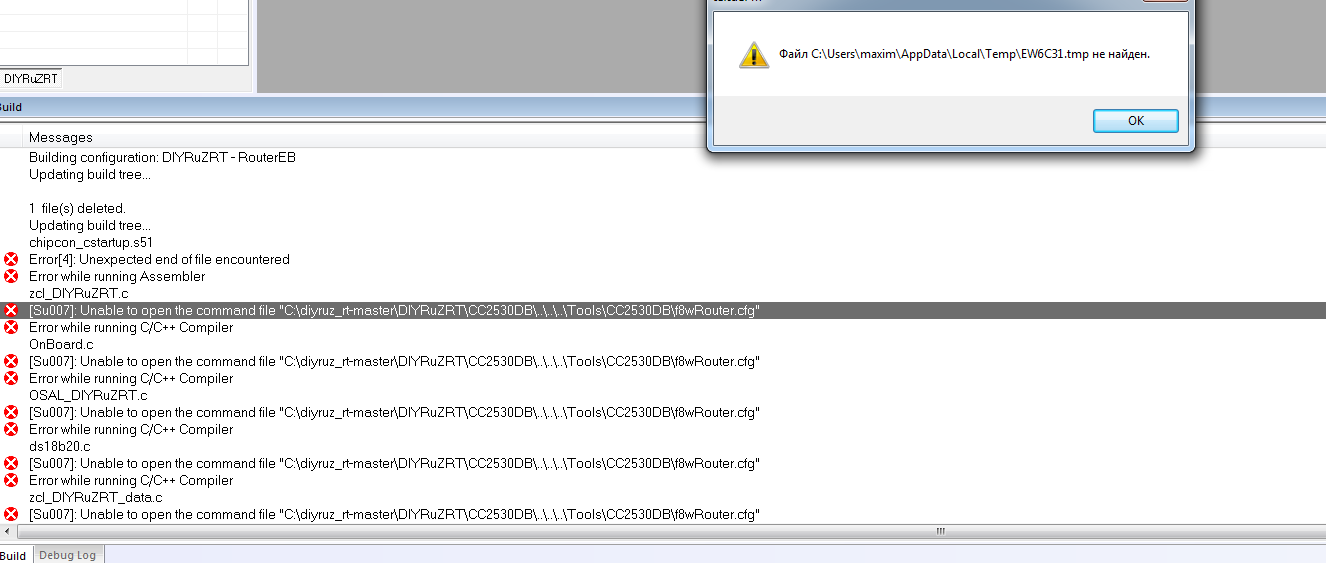 Файл C:\Users\maxim\AppData\Local\Temp\EW6C31.tmp не найден.
OK
DIYRuZRT
Build
Messages
Building configuration: DIYRuZRT - RouterEB
Updating build tree...
1 file(s) deleted.
Updating build tree...
chipcon_cstartup.s51
Error[4]: Unexpected end of file encountered
Error while running Assembler
zcl_DIYRuZRT.c
[Su007]: Unable to open the command file "C:\diyruz_rt-master\DIYRuZRT\CC2530DB\..\..\..\Tools\CC2530DB\f8wRouter.cfg"
Error while running C/C++ Compiler
OnBoard.c
[Su007]: Unable to open the command file "C:\diyruz_rt-master\DIYRuZRT\CC2530DB\..\..\..\Tools\CC2530DB\f8wRouter.cfg"
Error while running C/C++ Compiler
OSAL_DIYRuZRT.c
[Su007]: Unable to open the command file "C:\diyruz_rt-master\DIYRuZRT\CC2530DB\..\..\..\Tools\CC2530DB\f8wRouter.cfg"
Error while running C/C++ Compiler
ds18b20.c
[Su007]: Unable to open the command file "C:\diyruz_rt-master\DIYRuZRT\CC2530DB\..\..\..\Tools\CC2530DB\f8wRouter.cfg"
Error while running C/C++ Compiler
zcl_DIYRuZRT_data.c
[Su007]: Unable to open the command file "C:\diyruz_rt-master\DIYRuZRT\CC2530DB\..\..\..\Tools\CC2530DB\f8wRouter.cfg"
Build Debug Log